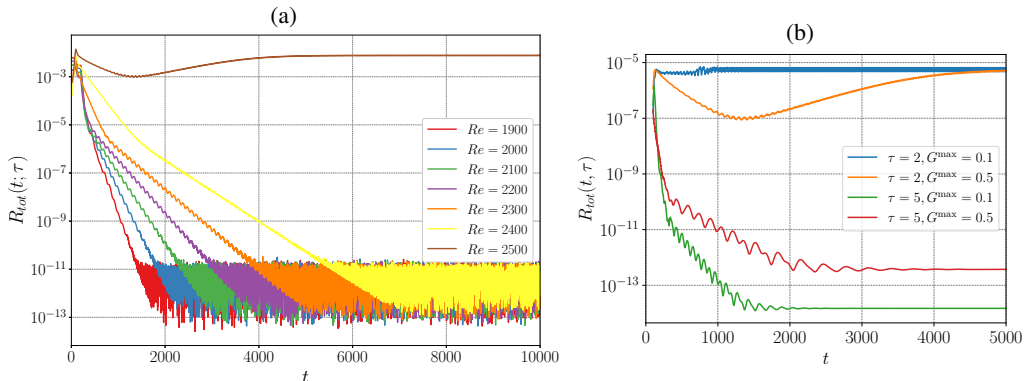 (a)
10⁻³
10⁻⁵
10⁻⁷
10⁻⁹
10⁻¹¹
10⁻¹³
R_tot(t; τ)
Re = 1900
Re = 2000
Re = 2100
Re = 2200
Re = 2300
Re = 2400
Re = 2500
0 2000 4000 6000 8000 10000
t
(b)
10⁻⁵
10⁻⁷
10⁻⁹
10⁻¹¹
10⁻¹³
R_tot(t, τ)
τ = 2, G^max = 0.1
τ = 2, G^max = 0.5
τ = 5, G^max = 0.1
τ = 5, G^max = 0.5
0 1000 2000 3000 4000 5000
t